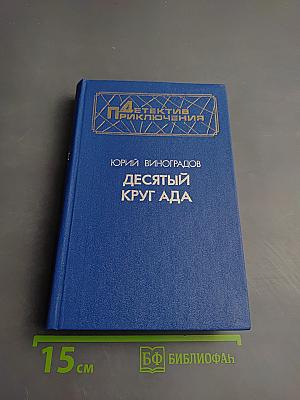 Детектив
Приключения
ЮРИЙ ВИНОГРАДОВ
ДЕСЯТЫЙ
КРУГ АДА
15 см
БФ БИБЛИОФАН